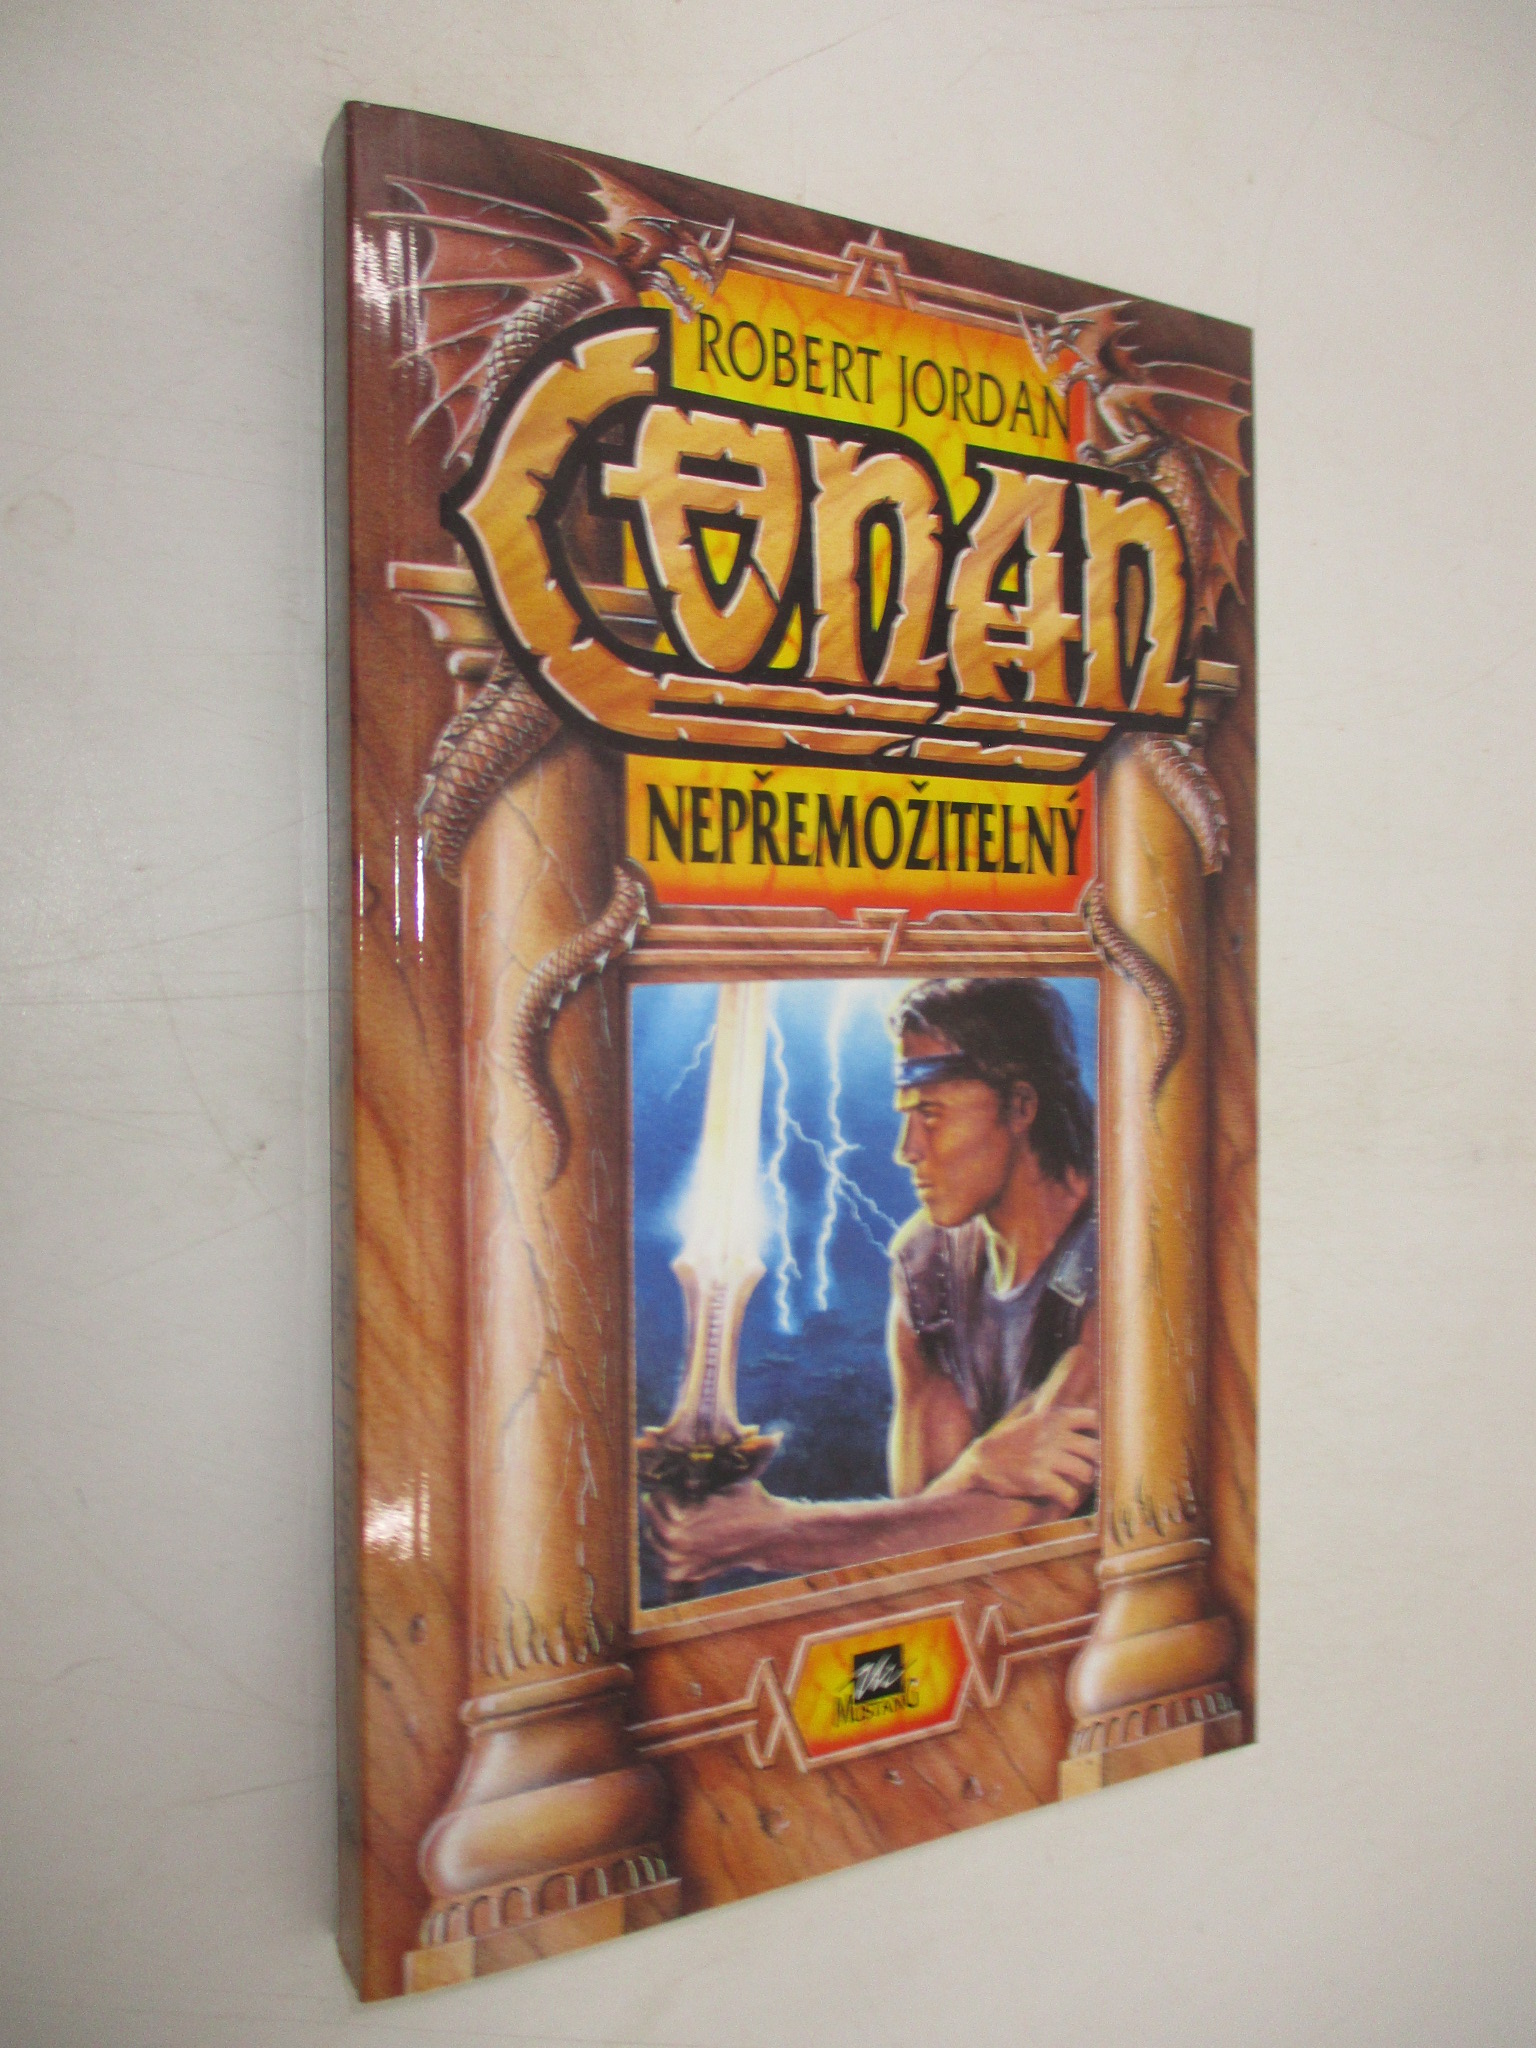 ROBERT JORDAN
CONAN
NEPŘEMOŽITELNÝ
MUSTANG